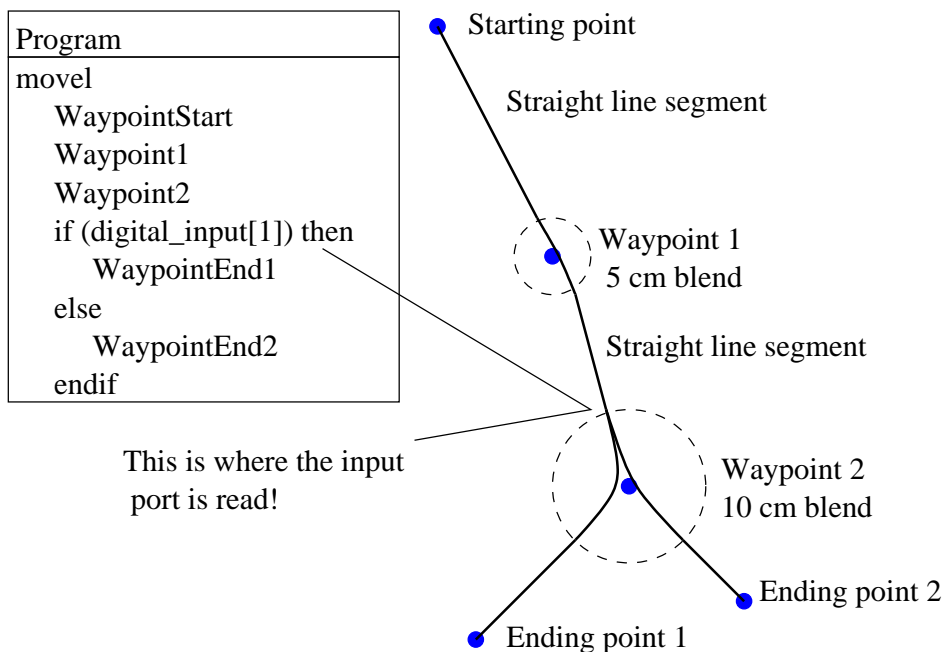 Program
movel
WaypointStart
Waypoint1
Waypoint2
if (digital_input[1]) then
WaypointEnd1
else
WaypointEnd2
endif
Starting point
Straight line segment
Waypoint 1
5 cm blend
Straight line segment
This is where the input
port is read!
Waypoint 2
10 cm blend
Ending point 2
Ending point 1